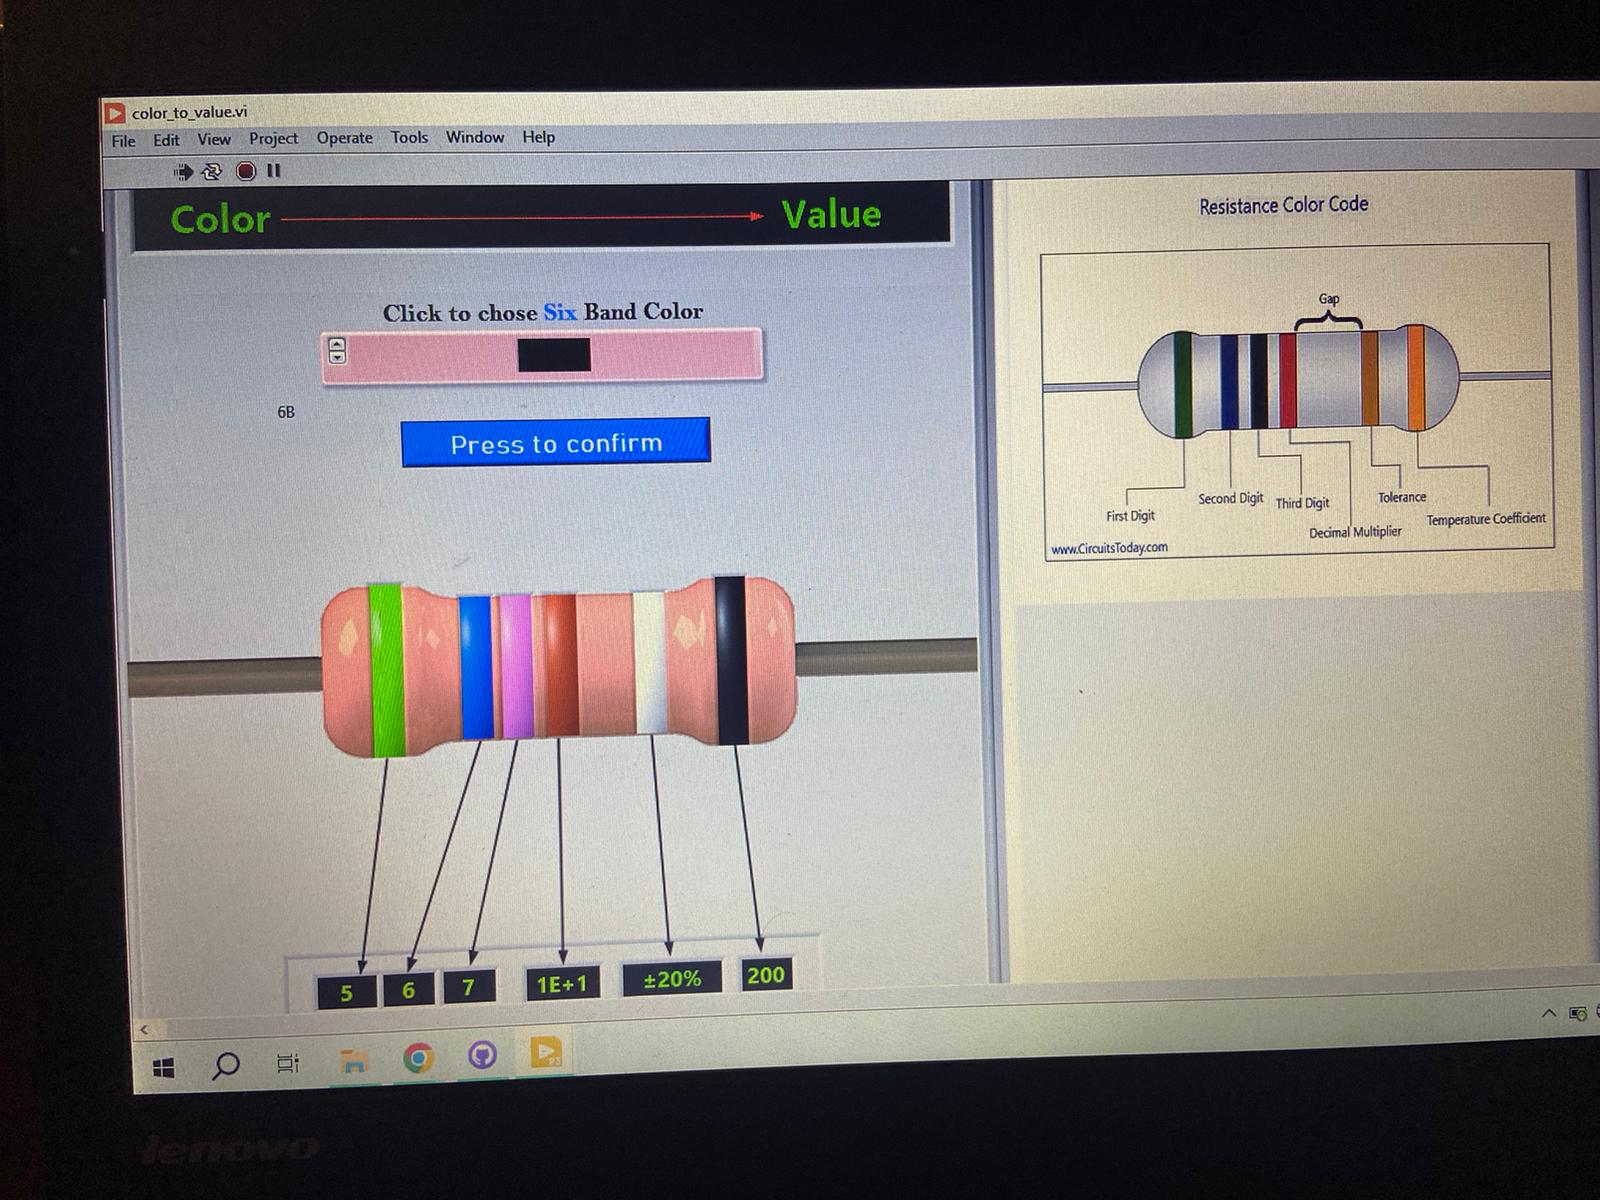 color_to_value.vi
File Edit View Project Operate Tools Window Help
Color Value
Click to chose Six Band Color
6B
Press to confirm
5 6 7 1E+1 ±20% 200
Resistance Color Code
Gap
First Digit
Second Digit
Third Digit
Decimal Multiplier
Tolerance
Temperature Coefficient
www.CircuitsToday.com
lenovo